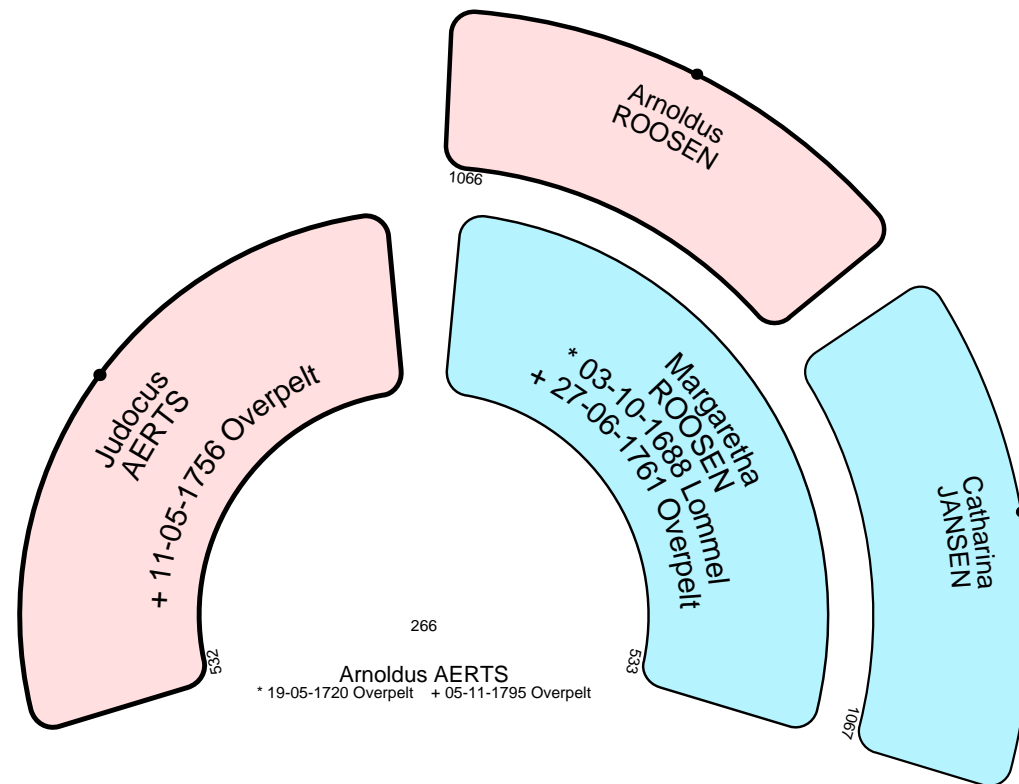 Arnoldus
ROOSEN
1066
Judocus
AERTS
+ 11-05-1756 Overpelt
532
Margaretha
ROOSEN
* 03-10-1688 Lommel
+ 27-06-1761 Overpelt
533
Catharina
JANSEN
1067
266
Arnoldus AERTS
* 19-05-1720 Overpelt + 05-11-1795 Overpelt